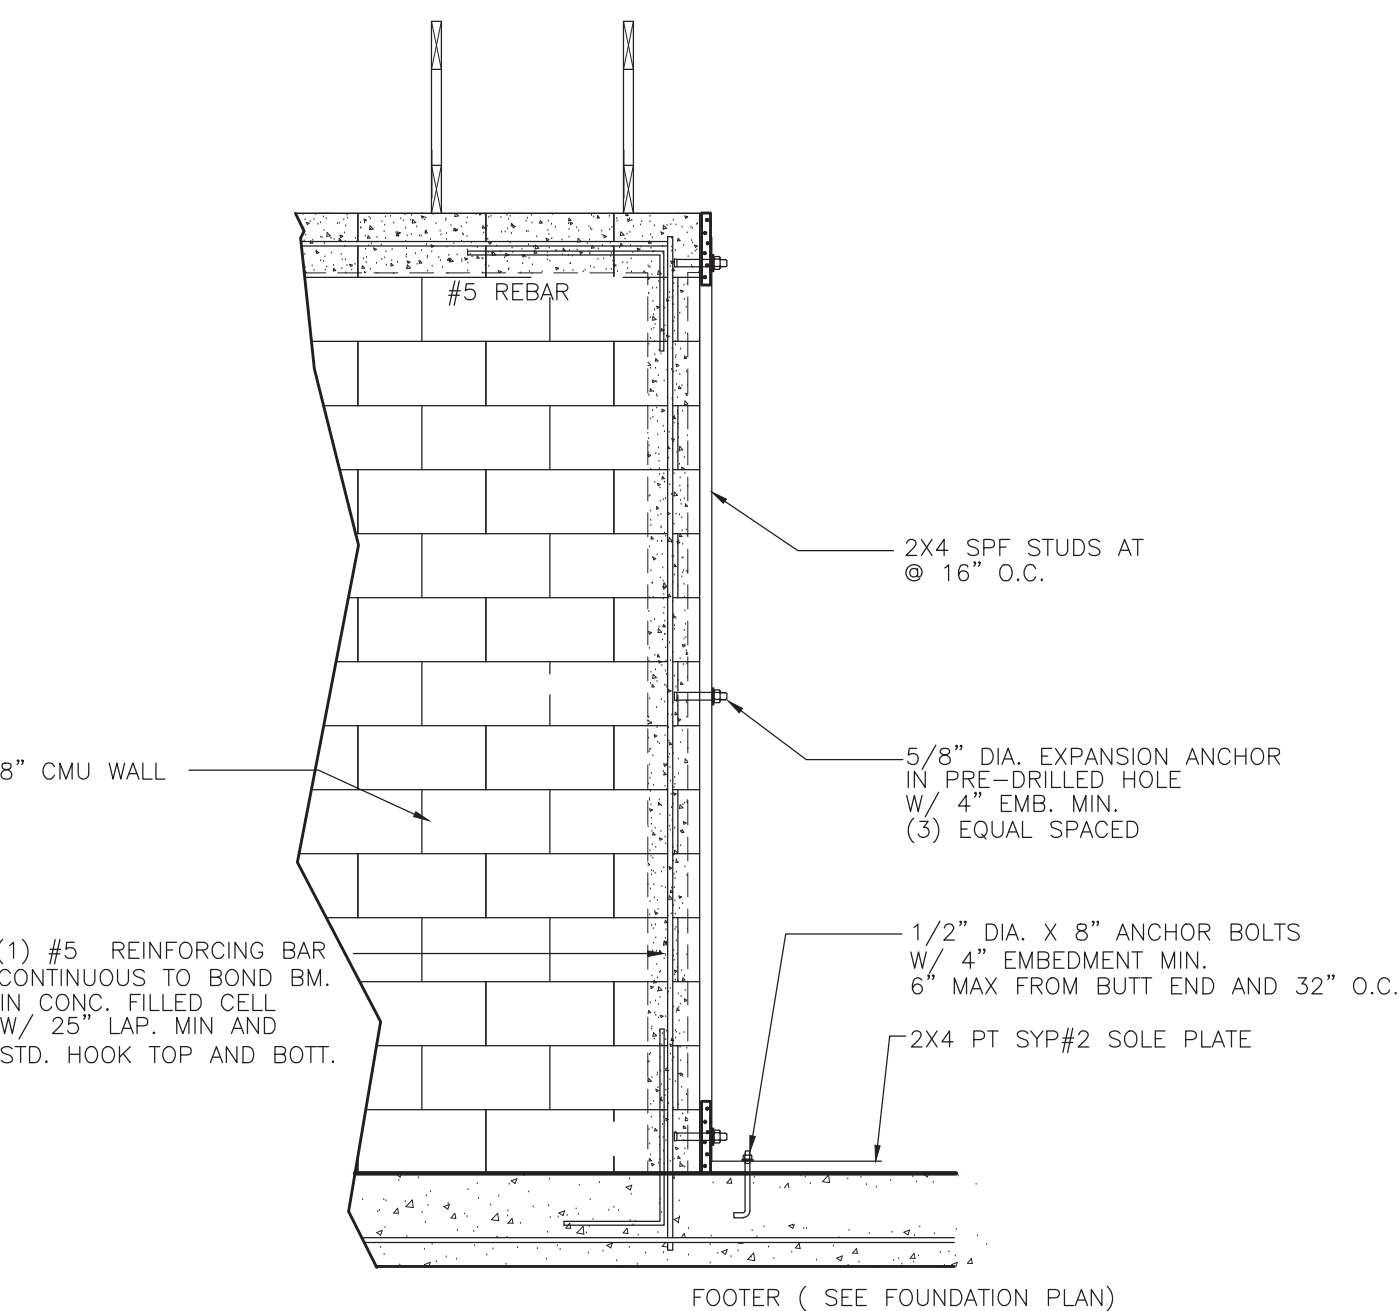 #5 REBAR
2X4 SPF STUDS AT
@ 16” O.C.
8” CMU WALL
5/8” DIA. EXPANSION ANCHOR
IN PRE-DRILLED HOLE
W/ 4” EMB. MIN.
(3) EQUAL SPACED
(1) #5 REINFORCING BAR
CONTINUOUS TO BOND BM.
IN CONC. FILLED CELL
W/ 25” LAP. MIN AND
STD. HOOK TOP AND BOTT.
1/2” DIA. X 8” ANCHOR BOLTS
W/ 4” EMBEDMENT MIN.
6” MAX FROM BUTT END AND 32” O.C.
2X4 PT SYP#2 SOLE PLATE
FOOTER ( SEE FOUNDATION PLAN)